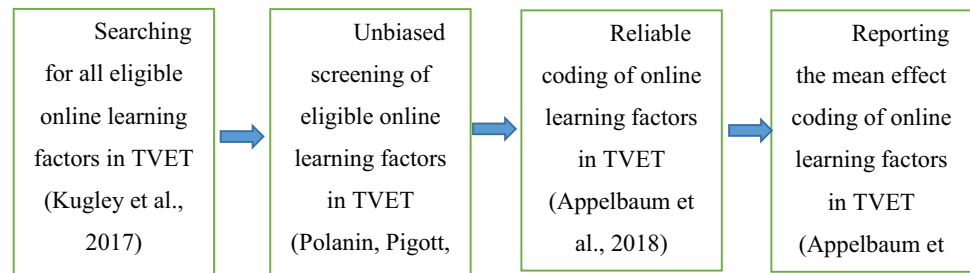 Searching
for all eligible
online learning
factors in TVET
(Kugley et al.,
2017)
Unbiased
screening of
eligible online
learning factors
in TVET
(Polanin, Pigott,
Reliable
coding of online
learning factors
in TVET
(Appelbaum et
al., 2018)
Reporting
the mean effect
coding of online
learning factors
in TVET
(Appelbaum et